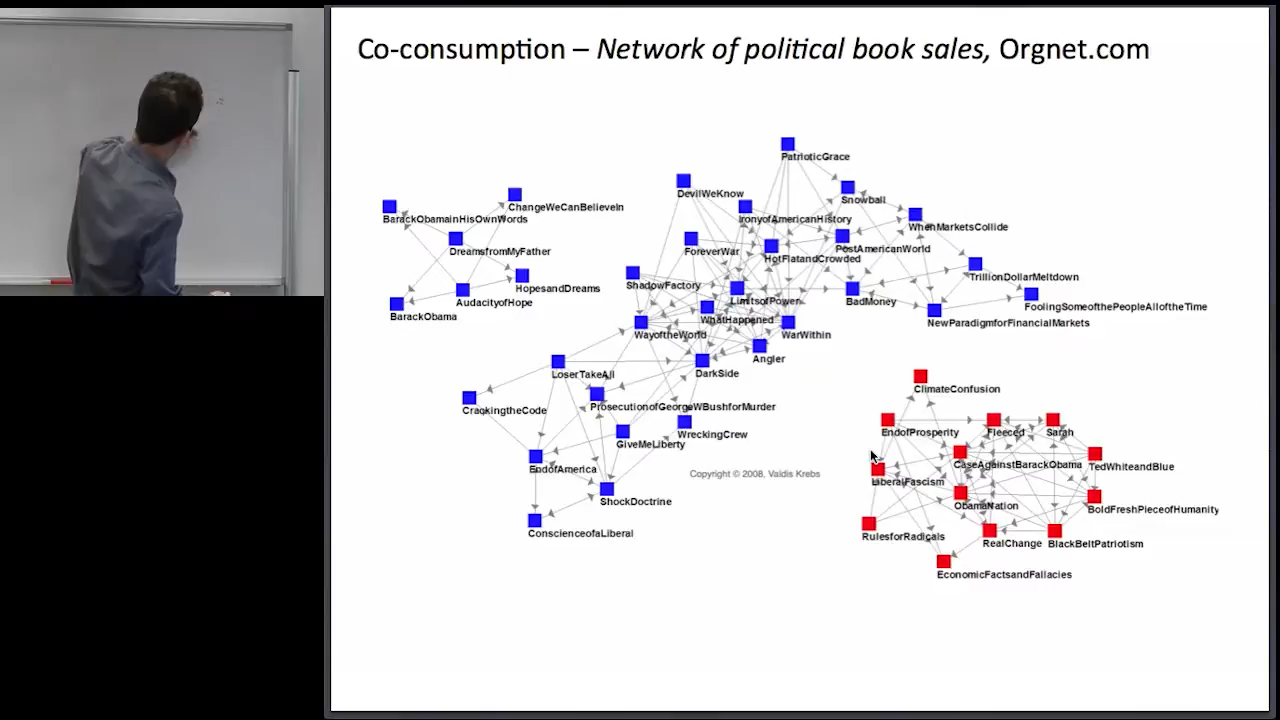 Co-consumption – Network of political book sales, Orgnet.com
PatrioticGrace
DevilWeKnow
Snowball
ChangeWeCanBelieveIn
BarackObamainHisOwnWords
IronyofAmericanHistory
WhenMarketsCollide
DreamsfromMyFather
ForeverWar
PostAmericanWorld
HotFlatandCrowded
TrillionDollarMeltdown
HopesandDreams
ShadowFactory
AudacityofHope
LimitsofPower
BadMoney
FoolingSomeofthePeopleAlloftheTime
BarackObama
WhatHappened
NewParadigmforFinancialMarkets
WayoftheWorld
WarWithin
Angler
LoserTakeAll
DarkSide
ClimateConfusion
CrackingtheCode
ProsecutionofGeorgeWBushforMurder
WreckingCrew
EndofProsperity
Fleeced
Sarah
GiveMeLiberty
EndofAmerica
CaseAgainstBarackObama
TedWhiteandBlue
Copyright © 2008, Valdis Krebs
LiberalFascism
ShockDoctrine
ObamaNation
BoldFreshPieceofHumanity
ConscienceofaLiberal
RulesforRadicals
RealChange
BlackBeltPatriotism
EconomicFactsandFallacies